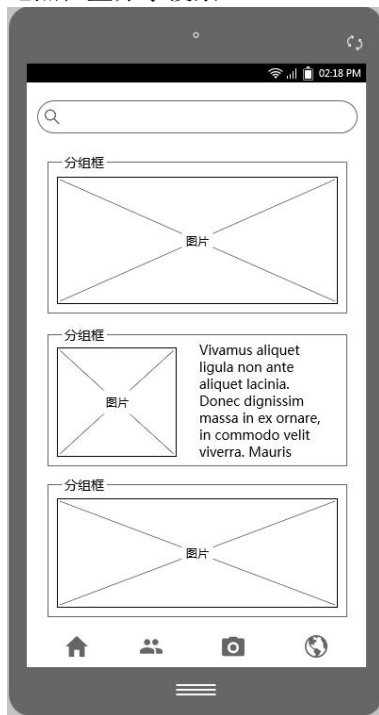 02:18 PM
分组框
图片
分组框
图片
Vivamus aliquet
ligula non ante
aliquet lacinia.
Donec dignissim
massa in ex ornare,
in commodo velit
viverra. Mauris
分组框
图片